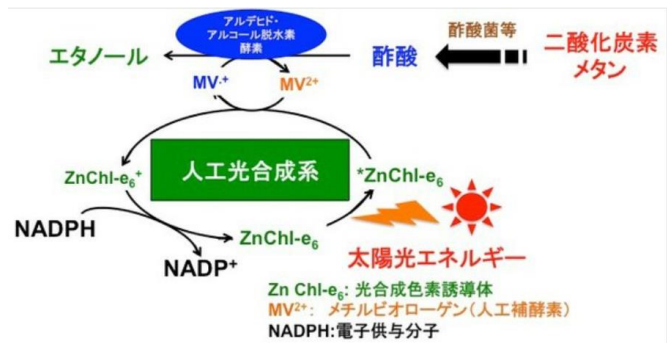 アルデヒド・
アルコール脱水素
酵素
エタノール
酢酸
酢酸菌等
二酸化炭素
メタン
MV·+
MV2+
ZnChl-e6+
人工光合成系
*ZnChl-e6
NADPH
ZnChl-e6
NADP+
太陽光エネルギー
Zn Chl-e6: 光合成色素誘導体
MV2+: メチルビオローゲン(人工補酵素)
NADPH:電子供与分子